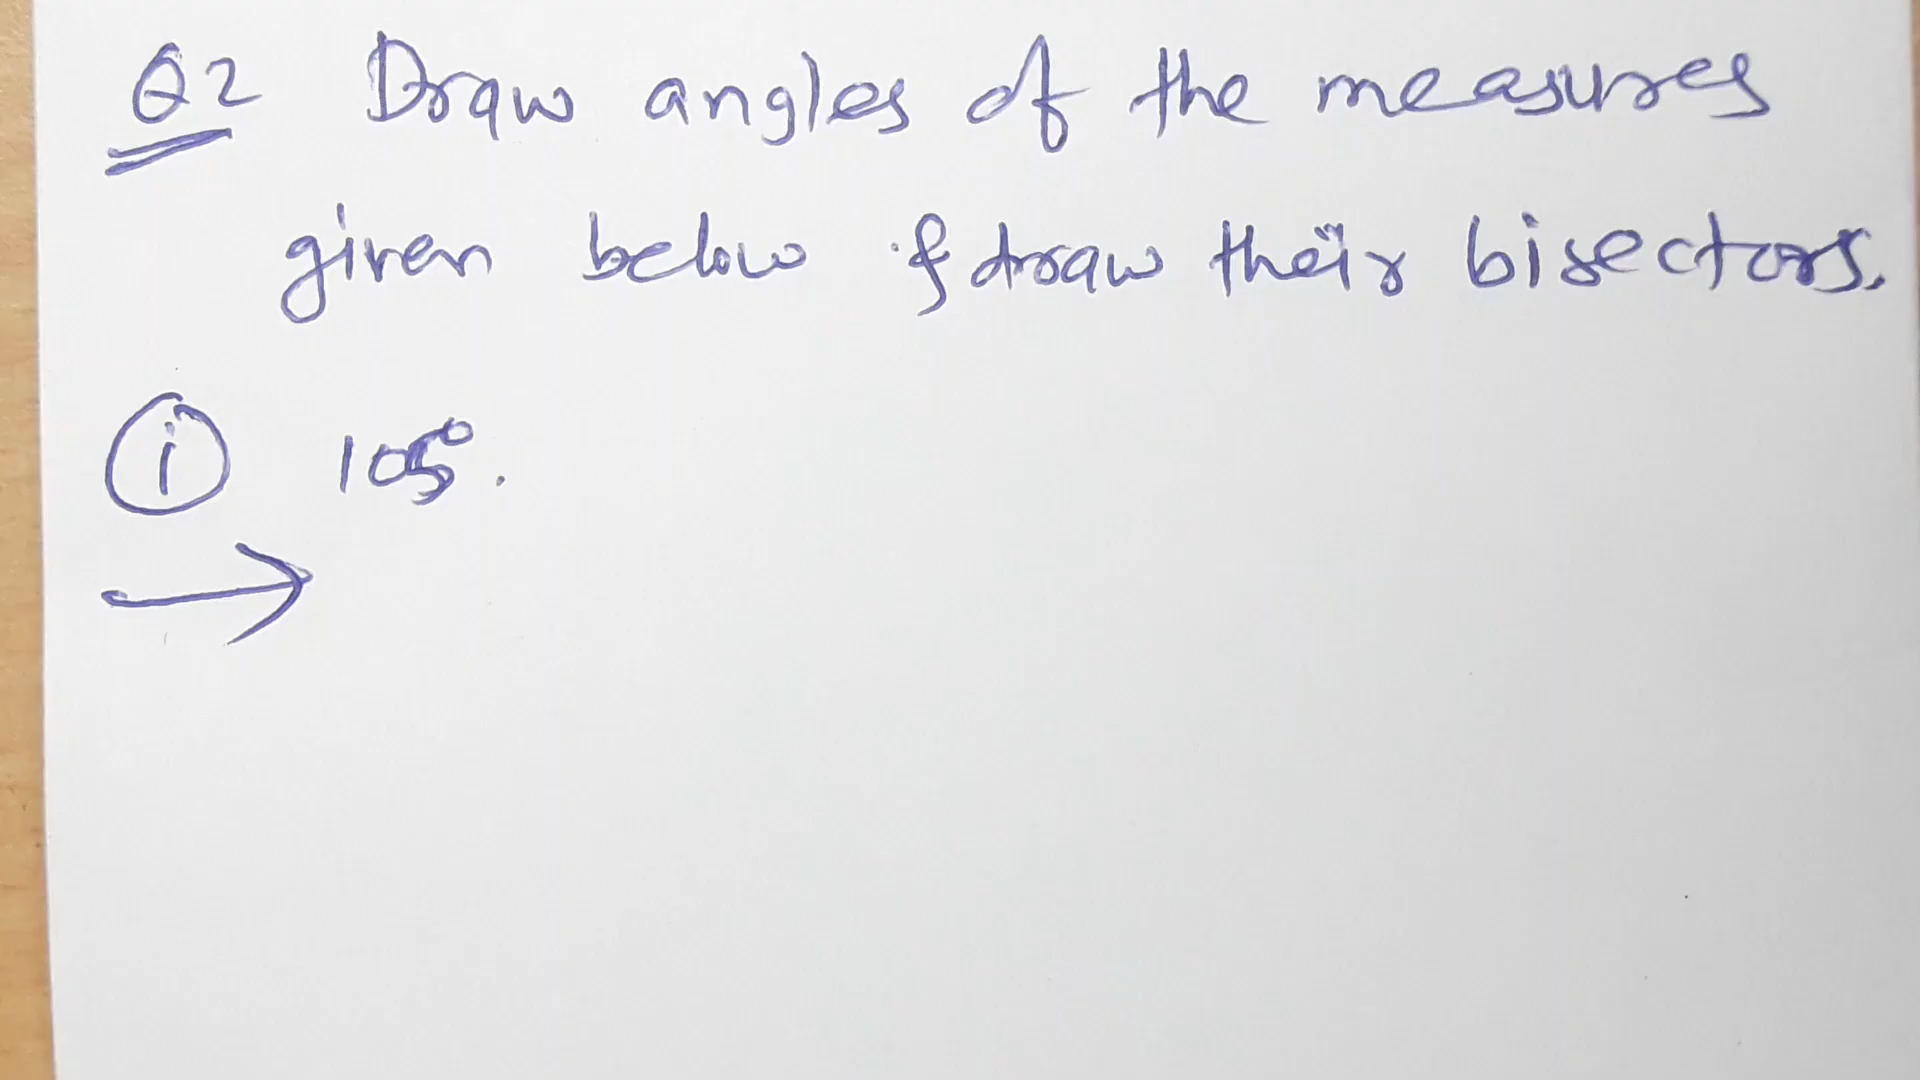 Q2 Draw angles of the measures
given below & draw their bisectors.
i 105°.
→